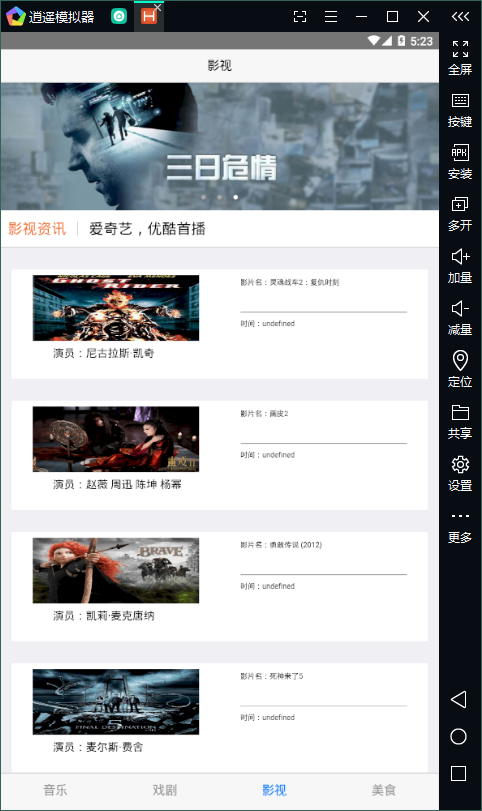 逍遥模拟器
5:23
影视
三日危情
影视资讯 爱奇艺，优酷首播
GHOST RIDER
影片名：灵魂战车2：复仇时刻
时间：undefined
演员：尼古拉斯·凯奇
画皮II
影片名：画皮2
时间：undefined
演员：赵薇 周迅 陈坤 杨幂
BRAVE
影片名：勇敢传说 (2012)
时间：undefined
演员：凯莉·麦克唐纳
5
FINAL DESTINATION
影片名：死神来了5
时间：undefined
演员：麦尔斯·费舍
音乐 戏剧 影视 美食
全屏
按键
APK
安装
多开
加量
减量
定位
共享
设置
更多